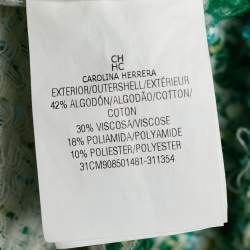 CH
HC
CAROLINA HERRERA
EXTERIOR/OUTERSHELL/EXTÉRIEUR
42% ALGODÓN/ALGODÃO/COTTON/
COTON
30% VISCOSA/VISCOSE
18% POLIAMIDA/POLYAMIDE
10% POLIESTER/POLYESTER
31CM908501481-311354